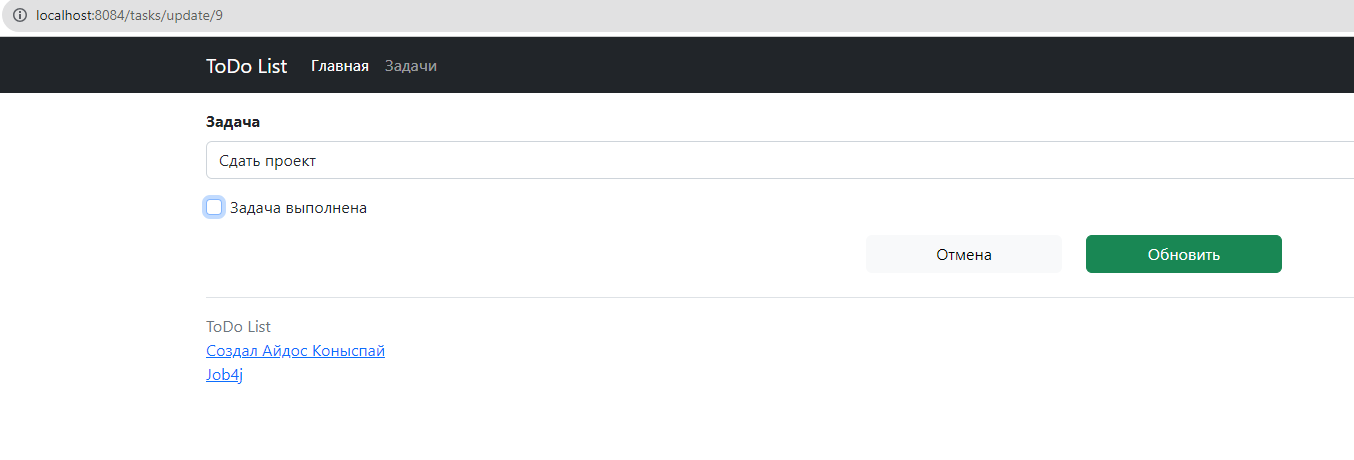 localhost:8084/tasks/update/9
ToDo List Главная Задачи
Задача
Сдать проект
Задача выполнена
Отмена Обновить
ToDo List
Создал Айдос Коныспай
Job4j